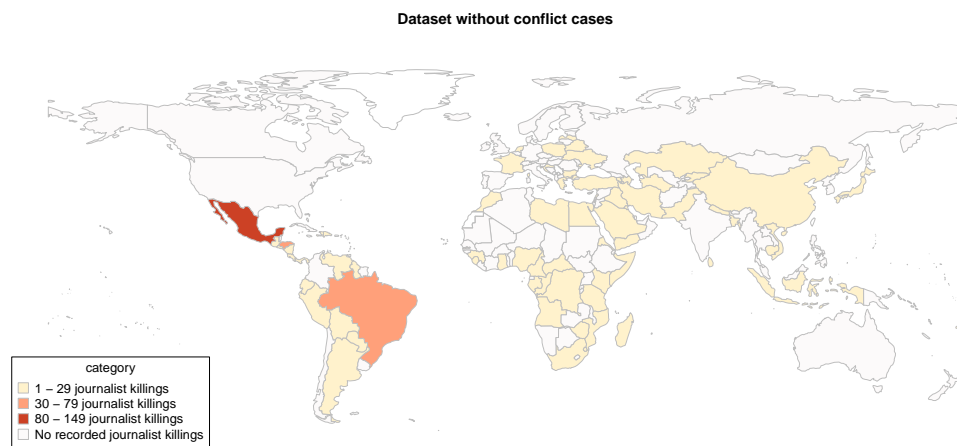 Dataset without conflict cases
category
1 – 29 journalist killings
30 – 79 journalist killings
80 – 149 journalist killings
No recorded journalist killings